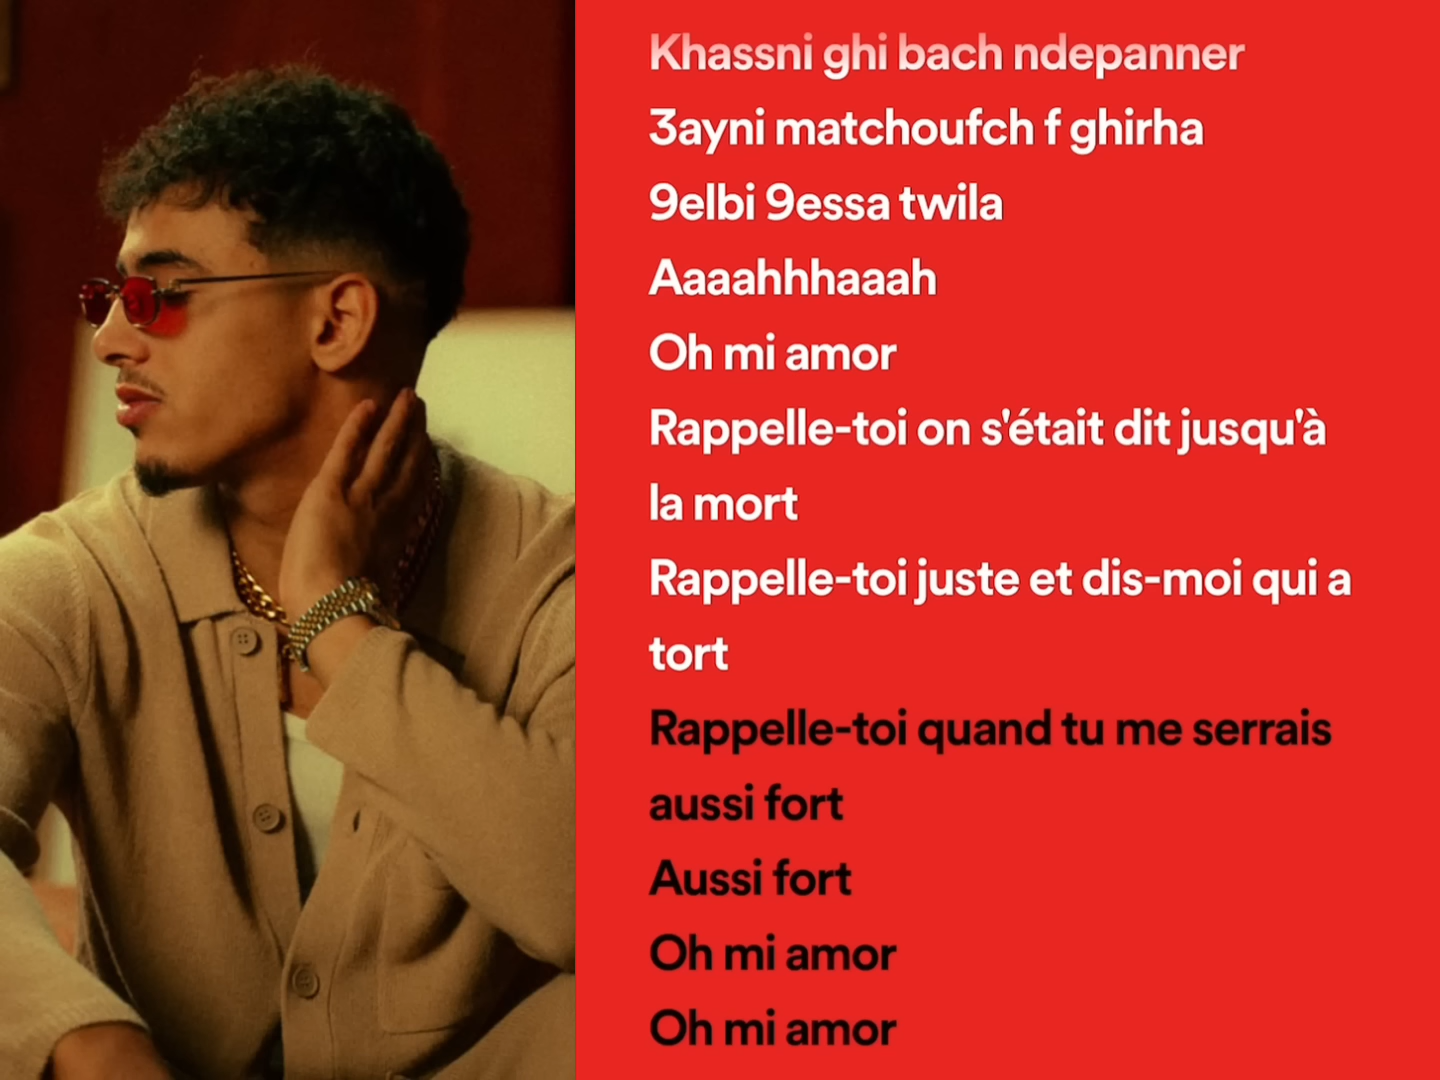 Khassni ghi bach ndepanner
3ayni matchoufch f ghirha
9elbi 9essa twila
Aaaahhhaaah
Oh mi amor
Rappelle-toi on s'était dit jusqu'à
la mort
Rappelle-toi juste et dis-moi qui a
tort
Rappelle-toi quand tu me serrais
aussi fort
Aussi fort
Oh mi amor
Oh mi amor